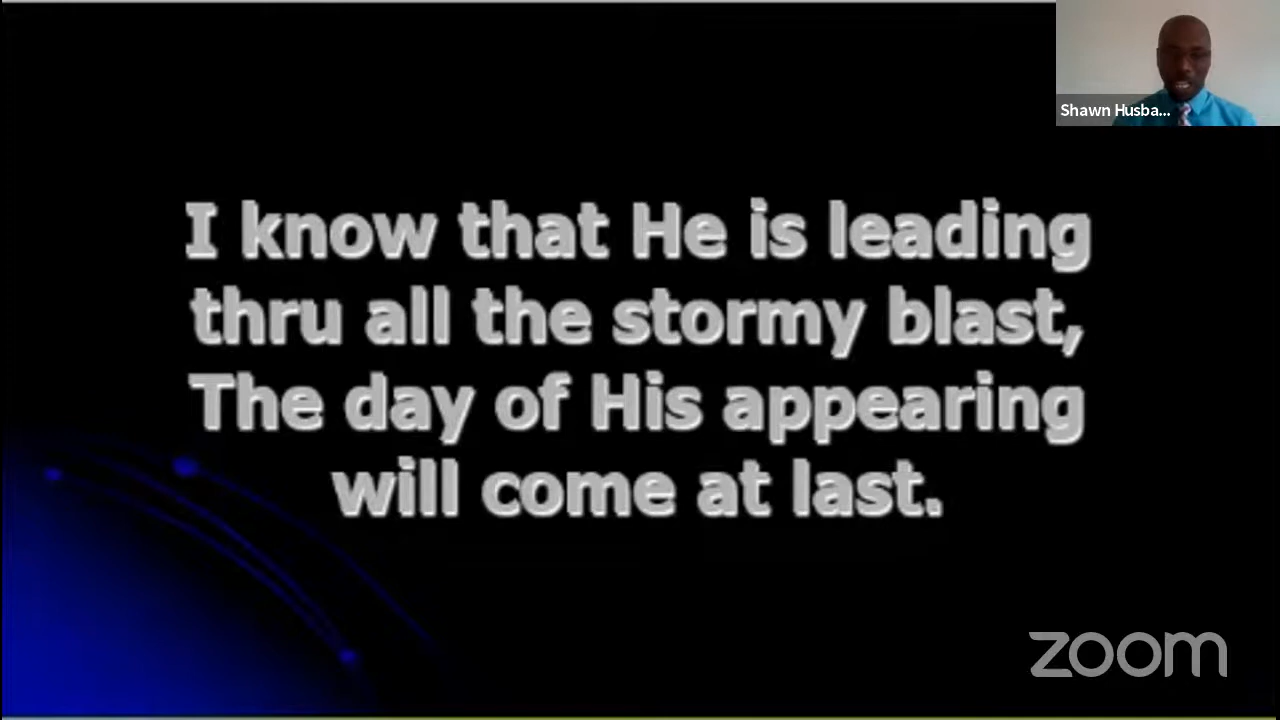 Shawn Husba...
I know that He is leading
thru all the stormy blast,
The day of His appearing
will come at last.
zoom